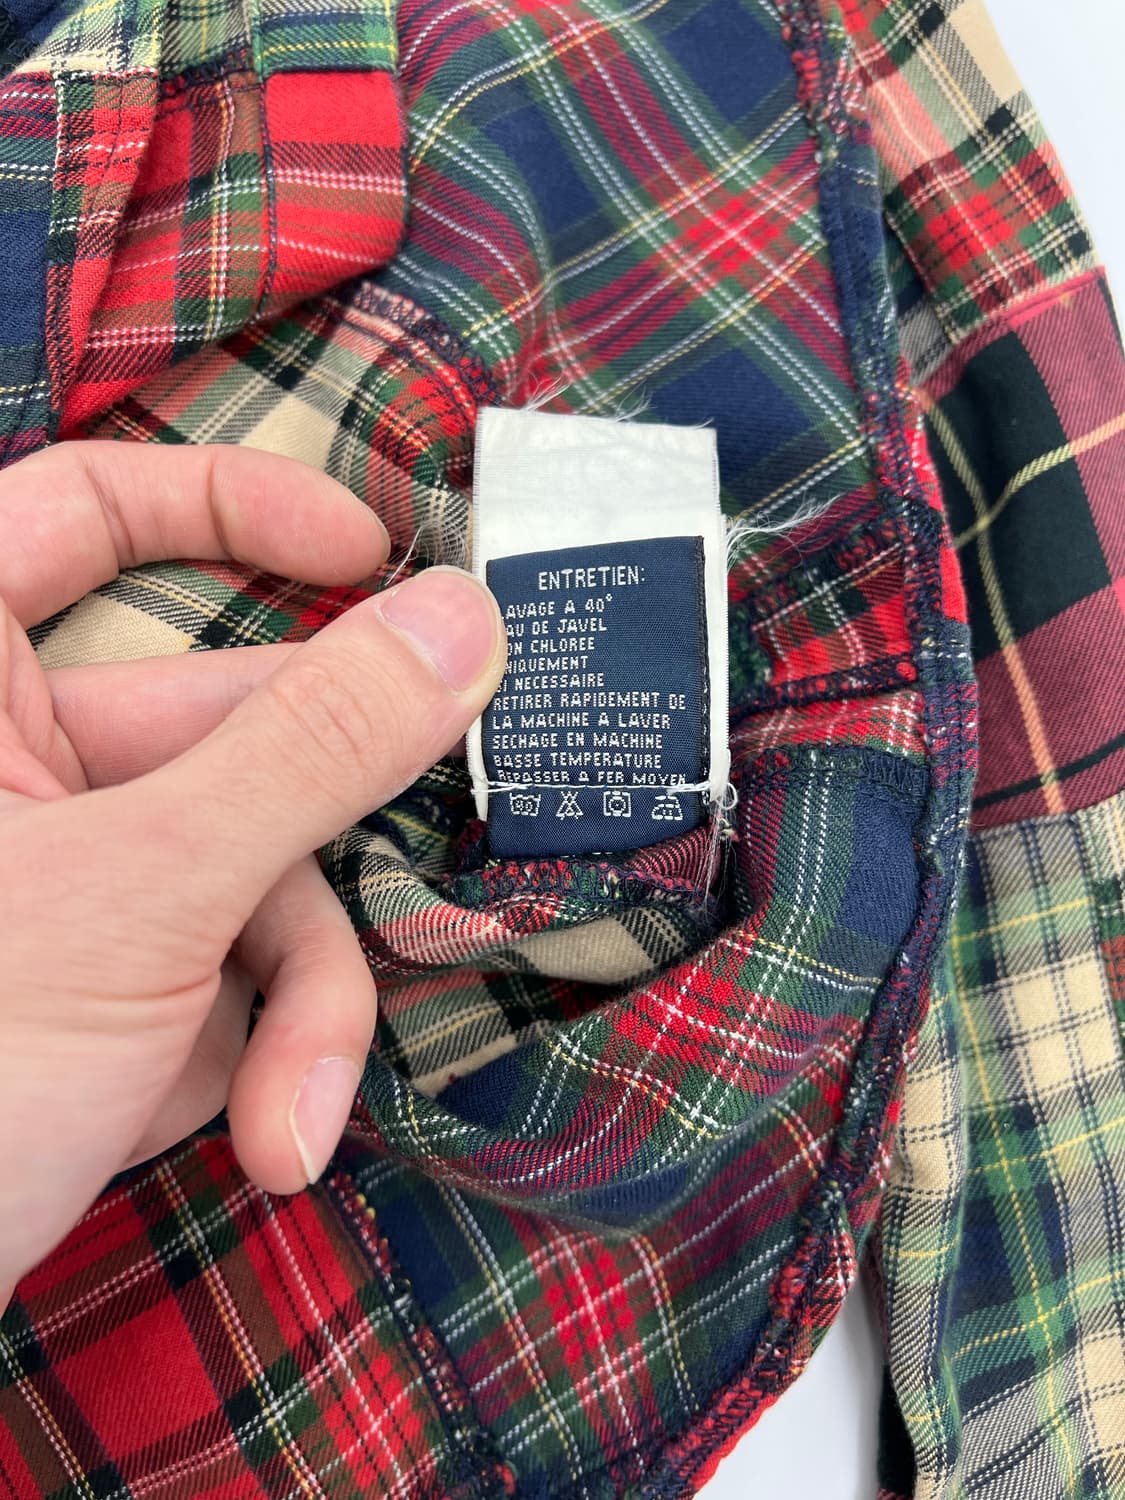 ENTRETIEN:
LAVAGE A 40°
EAU DE JAVEL
NON CHLOREE
UNIQUEMENT
SI NECESSAIRE
RETIRER RAPIDEMENT DE
LA MACHINE A LAVER
SECHAGE EN MACHINE
BASSE TEMPERATURE
REPASSER A FER MOYEN
40